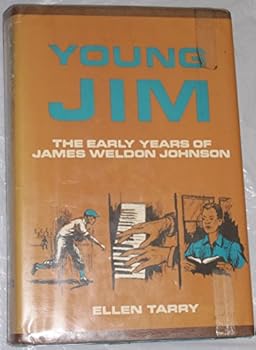 YOUNG
JIM
THE EARLY YEARS OF
JAMES WELDON JOHNSON
ELLEN TARRY